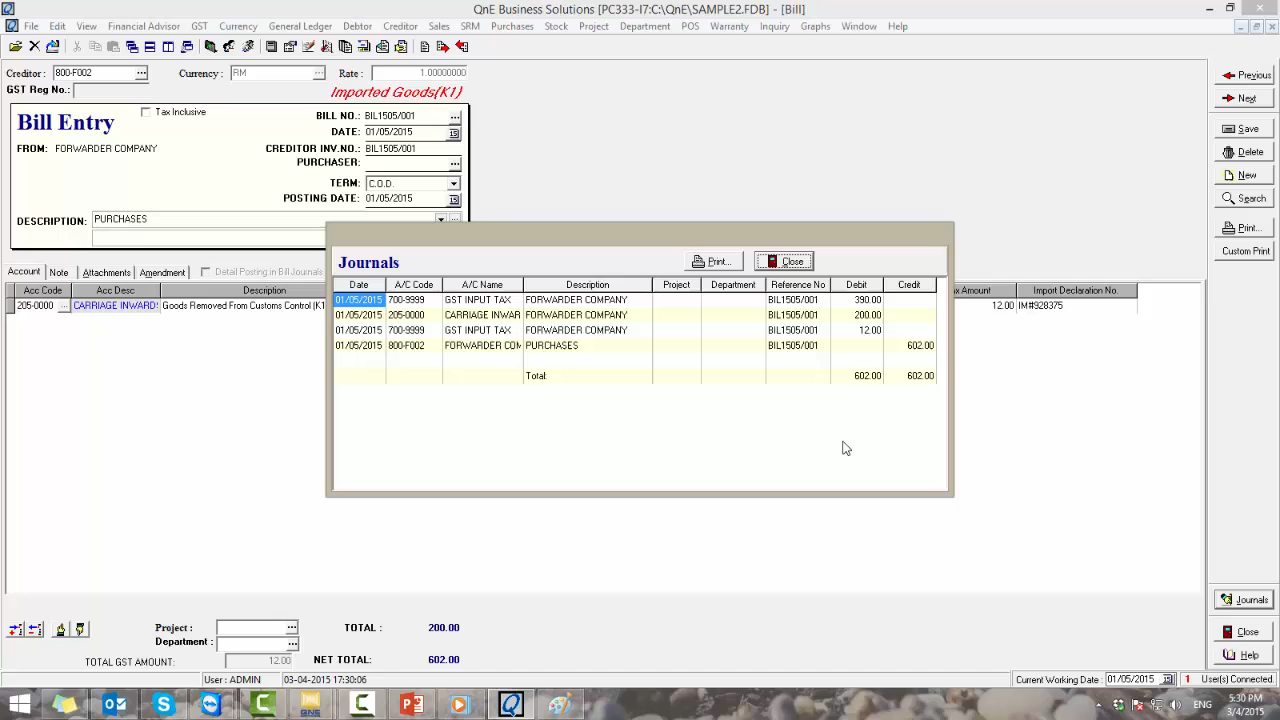 QnE Business Solutions [PC333-I7:C:\QnE\SAMPLE2.FDB] - [Bill]
File Edit View Financial Advisor GST Currency General Ledger Debtor Creditor Sales SRM Purchases Stock Project Department POS Warranty Inquiry Graphs Window Help
Creditor : 800-F002 Currency : RM Rate : 1.00000000
GST Reg No.:
Imported Goods(K1)
Previous
Next
Save
Delete
New
Search
Print...
Custom Print
Tax Inclusive
Bill Entry
BILL NO.: BIL1505/001
DATE: 01/05/2015
FROM: FORWARDER COMPANY
CREDITOR INV.NO.: BIL1505/001
PURCHASER:
TERM: C.O.D.
POSTING DATE: 01/05/2015
DESCRIPTION: PURCHASES
Account Note Attachments Amendment Detail Posting in Bill Journals
Acc Code Acc Desc Description Amount Import Declaration No.
205-0000 CARRIAGE INWARD: Goods Removed From Customs Control (K1 12.00 IM#928375
Journals Print... Close
Date A/C Code A/C Name Description Project Department Reference No Debit Credit
01/05/2015 700-9999 GST INPUT TAX FORWARDER COMPANY BIL1505/001 390.00
01/05/2015 205-0000 CARRIAGE INWAR FORWARDER COMPANY BIL1505/001 200.00
01/05/2015 700-9999 GST INPUT TAX FORWARDER COMPANY BIL1505/001 12.00
01/05/2015 800-F002 FORWARDER COM PURCHASES BIL1505/001 602.00
Total: 602.00 602.00
Journals
Close
Help
Project :
Department :
TOTAL : 200.00
TOTAL GST AMOUNT: 12.00 NET TOTAL: 602.00
User : ADMIN 03-04-2015 17:30:06 Current Working Date : 01/05/2015 1 User(s) Connected.
ENG
5:30 PM
3/4/2015